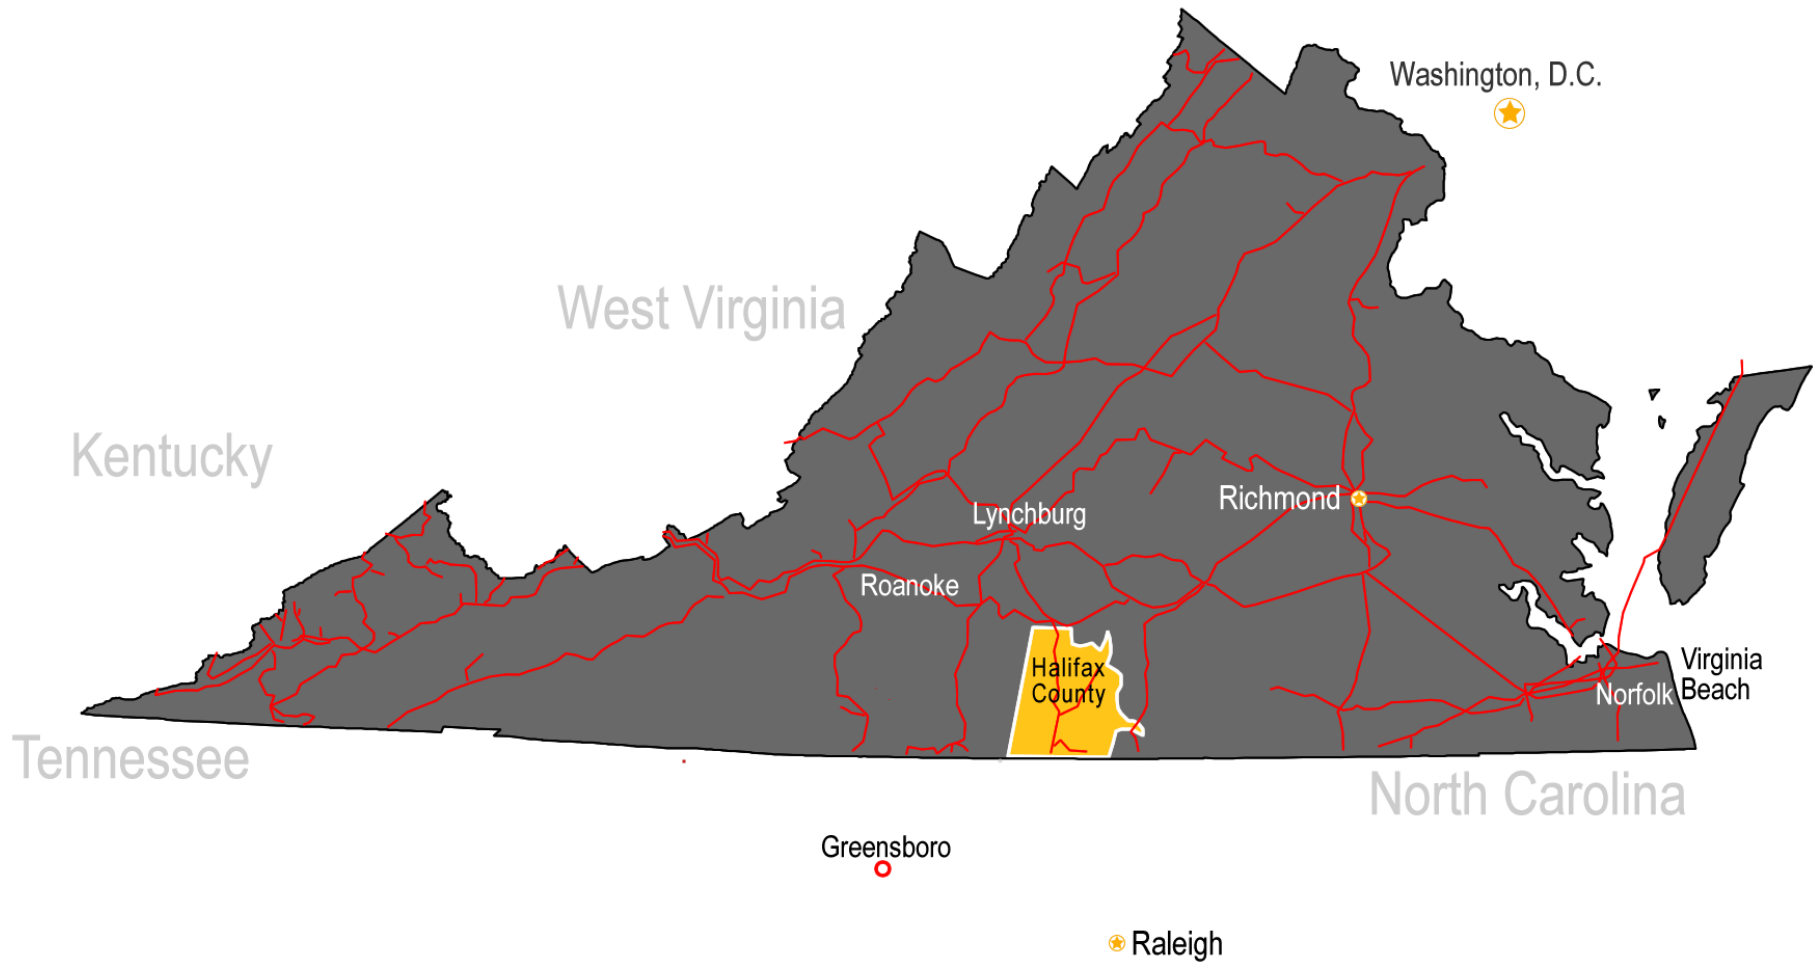 Washington, D.C.
West Virginia
Kentucky
Richmond
Lynchburg
Roanoke
Halifax
County
Virginia
Beach
Norfolk
Tennessee
North Carolina
Greensboro
Raleigh